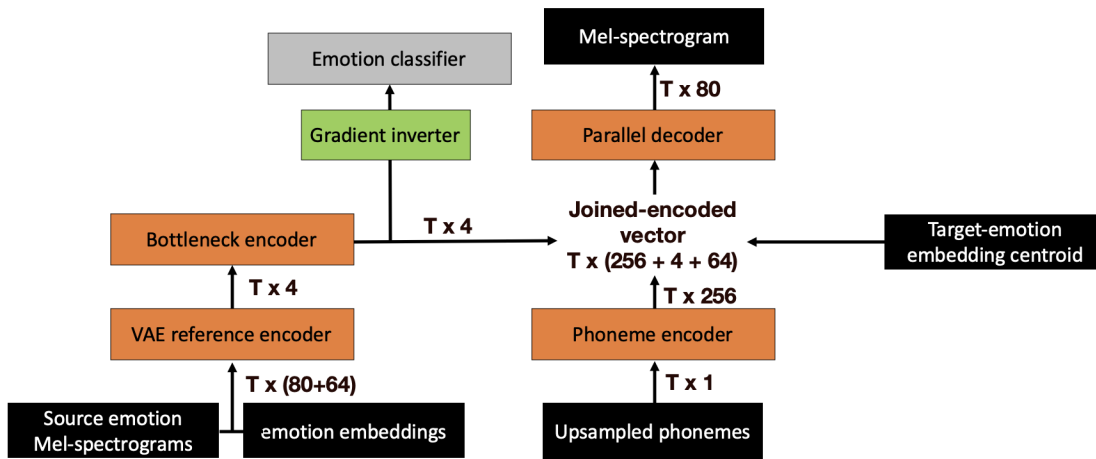 Mel-spectrogram
Emotion classifier
T x 80
Gradient inverter
Parallel decoder
Joined-encoded
vector
T x (256 + 4 + 64)
Bottleneck encoder
T x 4
Target-emotion
embedding centroid
T x 4
T x 256
VAE reference encoder
Phoneme encoder
T x (80+64)
T x 1
Source emotion
Mel-spectrograms
emotion embeddings
Upsampled phonemes